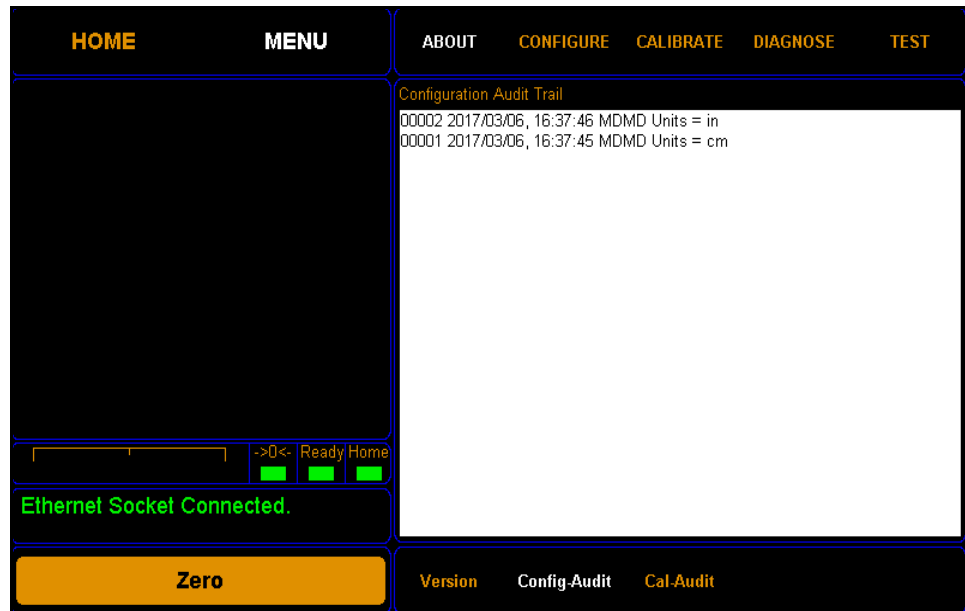 HOME MENU ABOUT CONFIGURE CALIBRATE DIAGNOSE TEST
Configuration Audit Trail
00002 2017/03/06, 16:37:46 MDMD Units = in
00001 2017/03/06, 16:37:45 MDMD Units = cm
->0<- Ready Home
Ethernet Socket Connected.
Zero
Version Config-Audit Cal-Audit